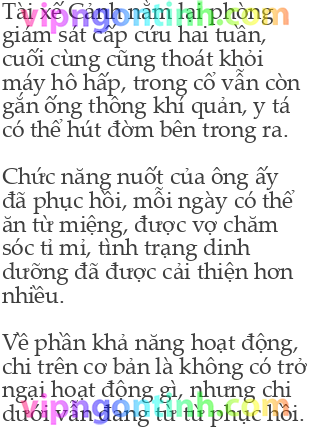 Tài xế Cảnh nằm lại phòng
giám sát cấp cứu hai tuần,
cuối cùng cũng thoát khỏi
máy hô hấp, trong cổ vẫn còn
gắn ống thông khí quản, y tá
có thể hút đờm bên trong ra.
Chức năng nuốt của ông ấy
đã phục hồi, mỗi ngày có thể
ăn từ miệng, được vợ chăm
sóc tỉ mỉ, tình trạng dinh
dưỡng đã được cải thiện hơn
nhiều.
Về phần khả năng hoạt động,
chi trên cơ bản là không có trở
ngại hoạt động gì, nhưng chi
dưới vẫn đang từ từ phục hồi.
vipngontinh.com
vipngontinh.com